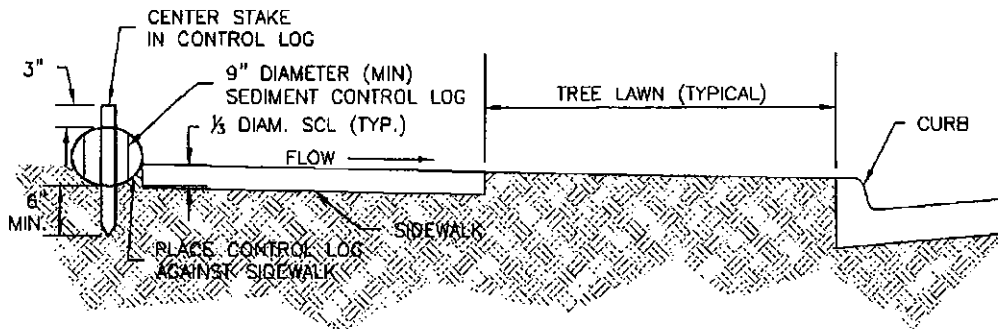 CENTER STAKE
IN CONTROL LOG
3"
9" DIAMETER (MIN)
SEDIMENT CONTROL LOG
⅓ DIAM. SCL (TYP.)
FLOW
TREE LAWN (TYPICAL)
CURB
6"
MIN.
SIDEWALK
PLACE CONTROL LOG
AGAINST SIDEWALK